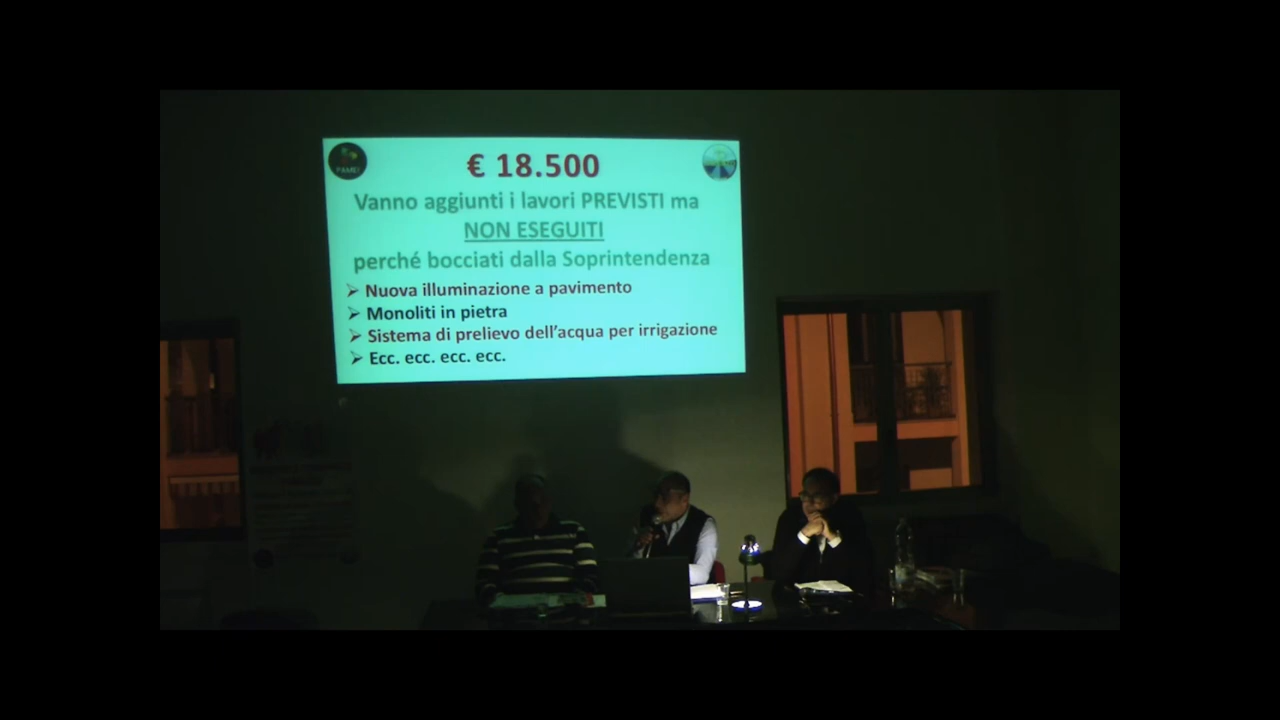 € 18.500
Vanno aggiunti i lavori PREVISTI ma
NON ESEGUITI
perché bocciati dalla Soprintendenza
Nuova illuminazione a pavimento
Monoliti in pietra
Sistema di prelievo dell'acqua per irrigazione
Ecc. ecc. ecc. ecc.